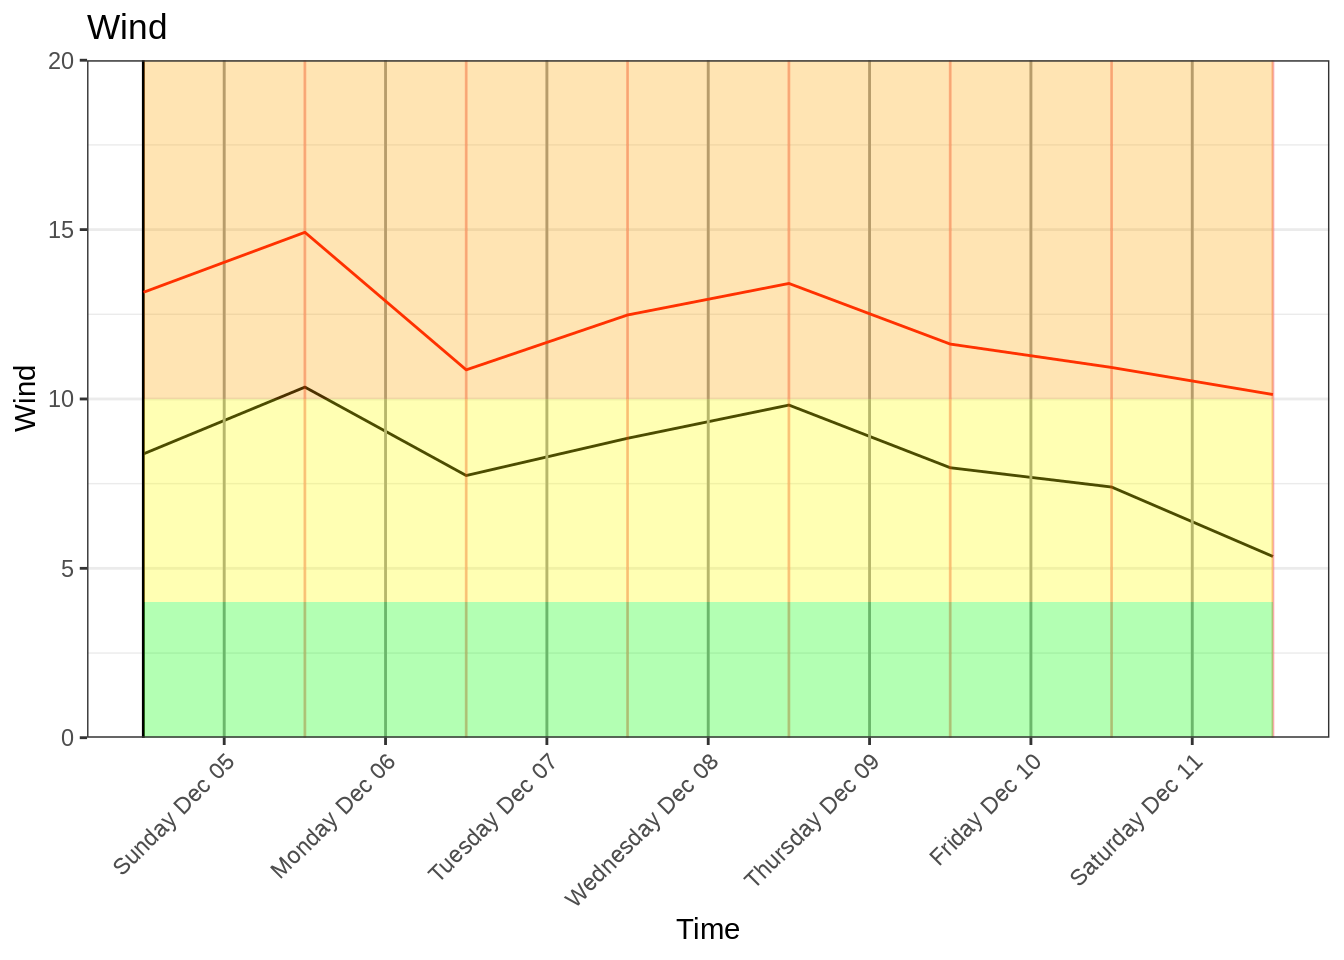 Wind
20
15
10
5
0
Wind
Sunday Dec 05
Monday Dec 06
Tuesday Dec 07
Wednesday Dec 08
Thursday Dec 09
Friday Dec 10
Saturday Dec 11
Time